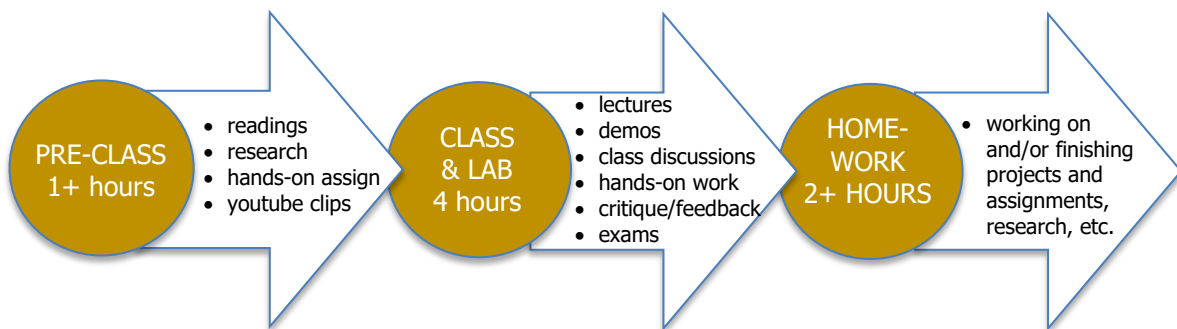 PRE-CLASS
1+ hours
• readings
• research
• hands-on assign
• youtube clips
CLASS
& LAB
4 hours
• lectures
• demos
• class discussions
• hands-on work
• critique/feedback
• exams
HOME-
WORK
2+ HOURS
• working on
and/or finishing
projects and
assignments,
research, etc.